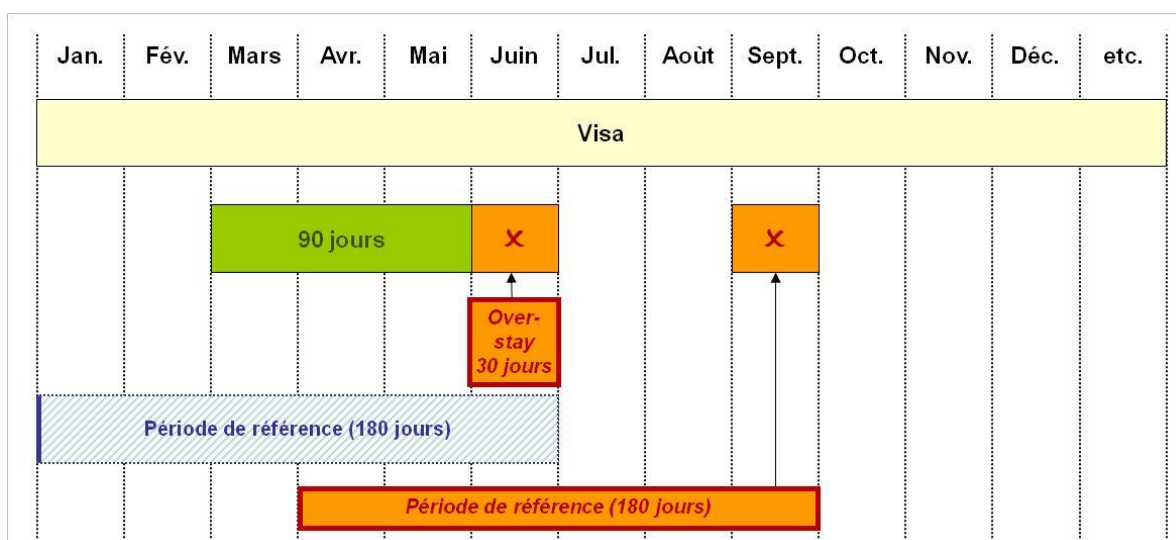 Jan. Fév. Mars Avr. Mai Juin Jul. Aoùt Sept. Oct. Nov. Déc. etc.
Visa
90 jours x x
Over-
stay
30 jours
Période de référence (180 jours)
Période de référence (180 jours)